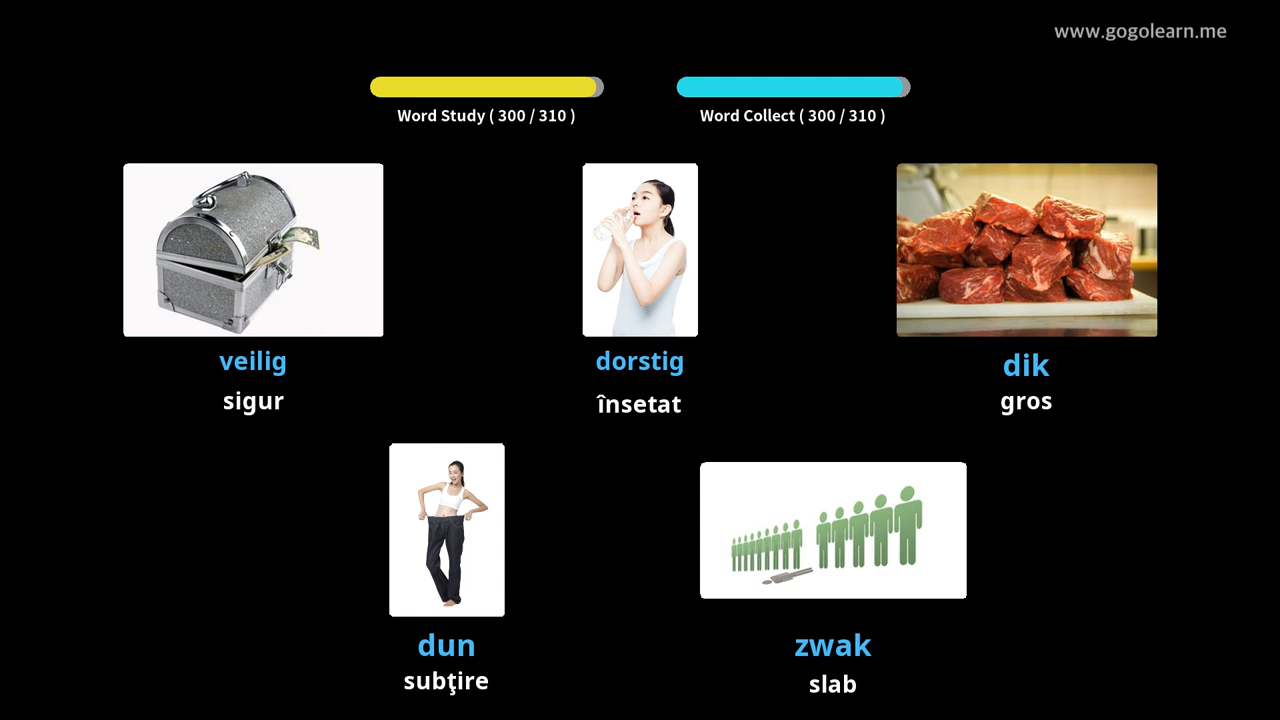 www.gogolearn.me
Word Study ( 300 / 310 )
Word Collect ( 300 / 310 )
veilig
sigur
dorstig
însetat
dik
gros
dun
subţire
zwak
slab